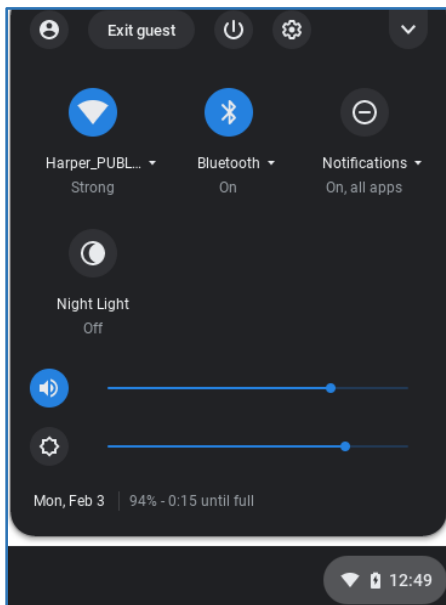 Exit guest
Harper_PUBL... Bluetooth Notifications
Strong On On, all apps
Night Light
Off
Mon, Feb 3 94% - 0:15 until full
12:49